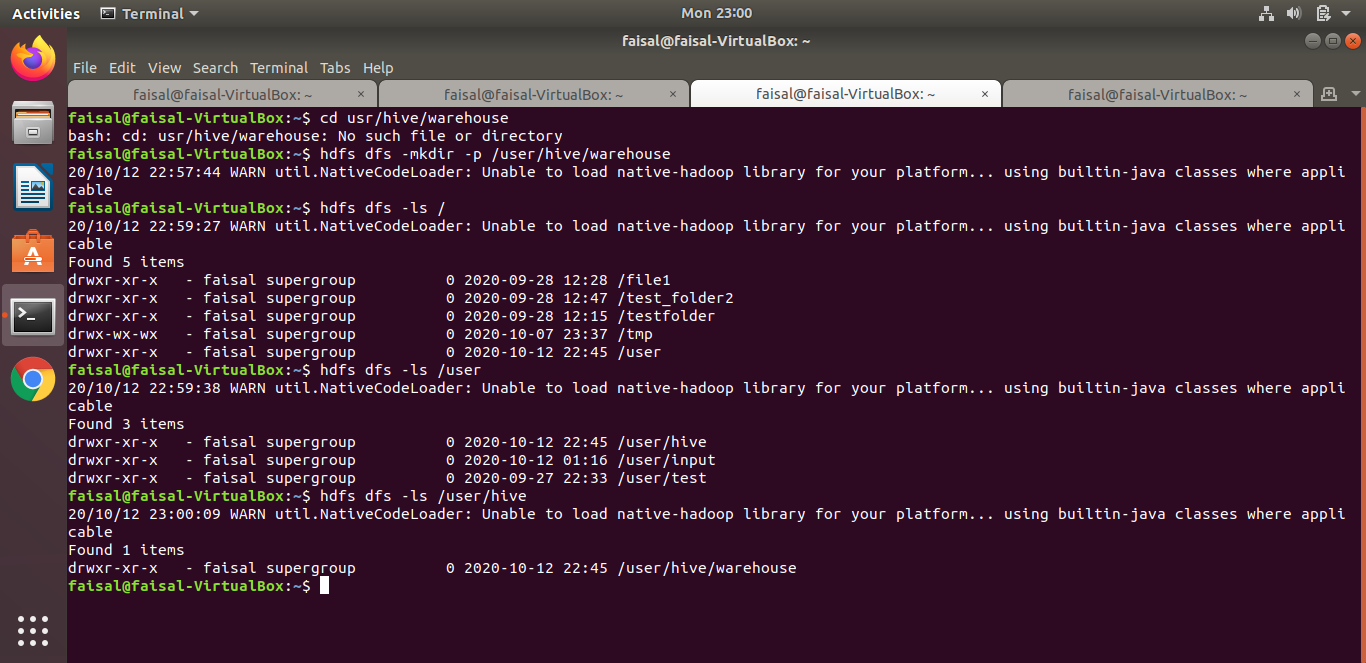 Activities Terminal Mon 23:00
faisal@faisal-VirtualBox: ~
File Edit View Search Terminal Tabs Help
faisal@faisal-VirtualBox: ~ × faisal@faisal-VirtualBox: ~ × faisal@faisal-VirtualBox: ~ × faisal@faisal-VirtualBox: ~ ×
faisal@faisal-VirtualBox:~$ cd usr/hive/warehouse
bash: cd: usr/hive/warehouse: No such file or directory
faisal@faisal-VirtualBox:~$ hdfs dfs -mkdir -p /user/hive/warehouse
20/10/12 22:57:44 WARN util.NativeCodeLoader: Unable to load native-hadoop library for your platform... using builtin-java classes where appli
cable
faisal@faisal-VirtualBox:~$ hdfs dfs -ls /
20/10/12 22:59:27 WARN util.NativeCodeLoader: Unable to load native-hadoop library for your platform... using builtin-java classes where appli
cable
Found 5 items
drwxr-xr-x   - faisal supergroup          0 2020-09-28 12:28 /file1
drwxr-xr-x   - faisal supergroup          0 2020-09-28 12:47 /test_folder2
drwxr-xr-x   - faisal supergroup          0 2020-09-28 12:15 /testfolder
drwx-wx-wx   - faisal supergroup          0 2020-10-07 23:37 /tmp
drwxr-xr-x   - faisal supergroup          0 2020-10-12 22:45 /user
faisal@faisal-VirtualBox:~$ hdfs dfs -ls /user
20/10/12 22:59:38 WARN util.NativeCodeLoader: Unable to load native-hadoop library for your platform... using builtin-java classes where appli
cable
Found 3 items
drwxr-xr-x   - faisal supergroup          0 2020-10-12 22:45 /user/hive
drwxr-xr-x   - faisal supergroup          0 2020-10-12 01:16 /user/input
drwxr-xr-x   - faisal supergroup          0 2020-09-27 22:33 /user/test
faisal@faisal-VirtualBox:~$ hdfs dfs -ls /user/hive
20/10/12 23:00:09 WARN util.NativeCodeLoader: Unable to load native-hadoop library for your platform... using builtin-java classes where appli
cable
Found 1 items
drwxr-xr-x   - faisal supergroup          0 2020-10-12 22:45 /user/hive/warehouse
faisal@faisal-VirtualBox:~$